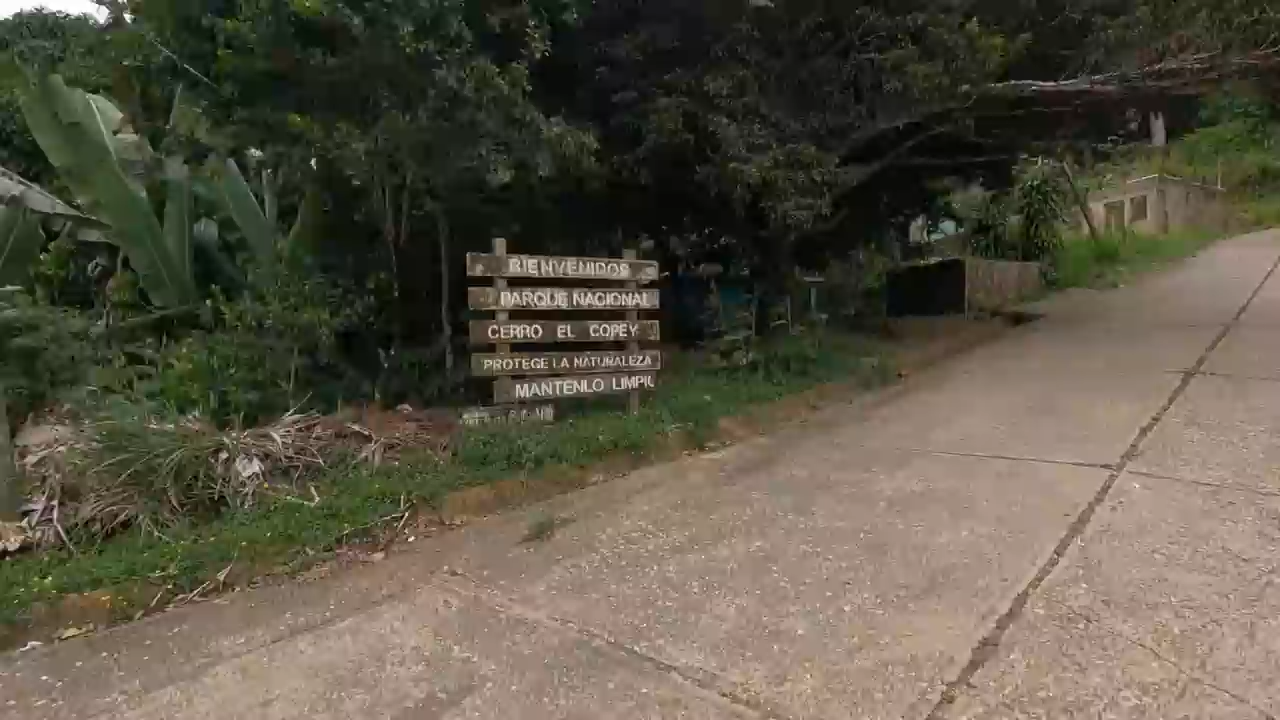 BIENVENIDOS
PARQUE NACIONAL
CERRO EL COPEY
PROTEGE LA NATURALEZA
MANTENLO LIMPIO